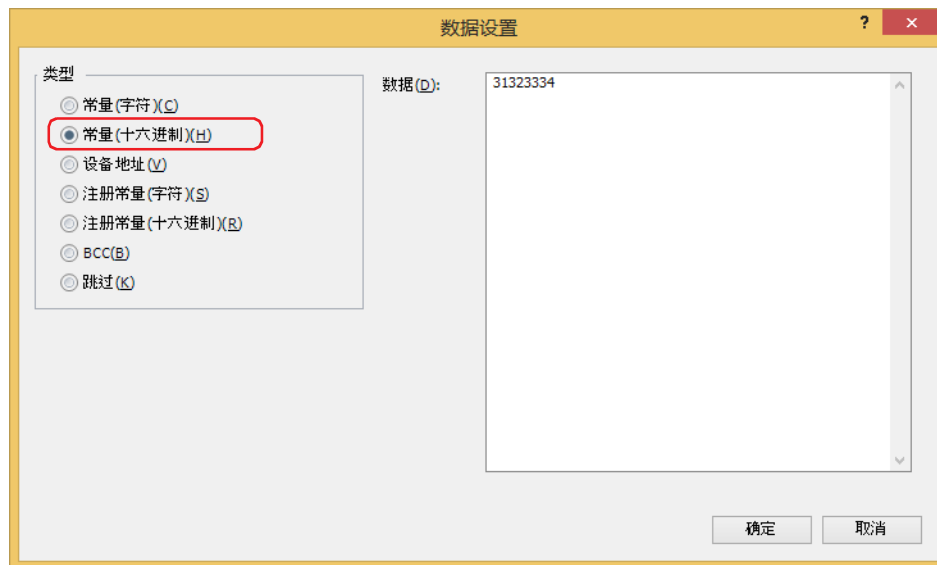 数据设置
?
×
类型
常量(字符)(C)
常量(十六进制)(H)
设备地址(V)
注册常量(字符)(S)
注册常量(十六进制)(R)
BCC(B)
跳过(K)
数据(D):
31323334
确定
取消